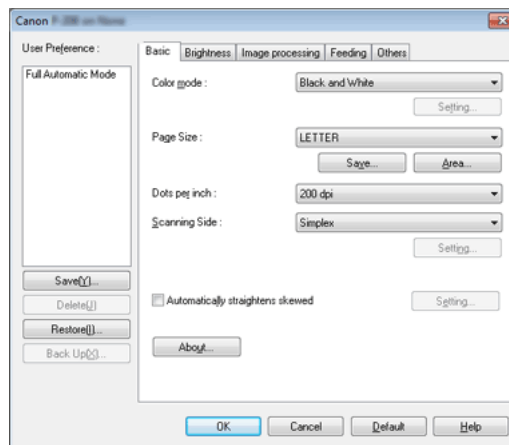 Canon
User Preference :
Full Automatic Mode
Save(Y)...
Delete(J)
Restore(I)...
Back Up(X)...
Basic
Brightness
Image processing
Feeding
Others
Color mode :
Black and White
Setting...
Page Size :
LETTER
Save...
Area...
Dots per inch :
200 dpi
Scanning Side :
Simplex
Setting...
Automatically straightens skewed
Setting...
About...
OK
Cancel
Default
Help